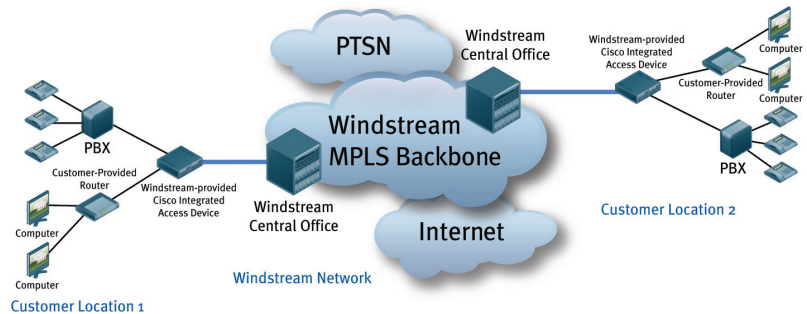 PTSN
Windstream
Central Office
Windstream-provided
Cisco Integrated
Access Device
Computer
Customer-Provided
Router
Computer
PBX
Customer Location 2
Windstream
MPLS Backbone
Internet
PBX
Customer-Provided
Router
Windstream-provided
Cisco Integrated
Access Device
Windstream
Central Office
Computer
Computer
Windstream Network
Customer Location 1